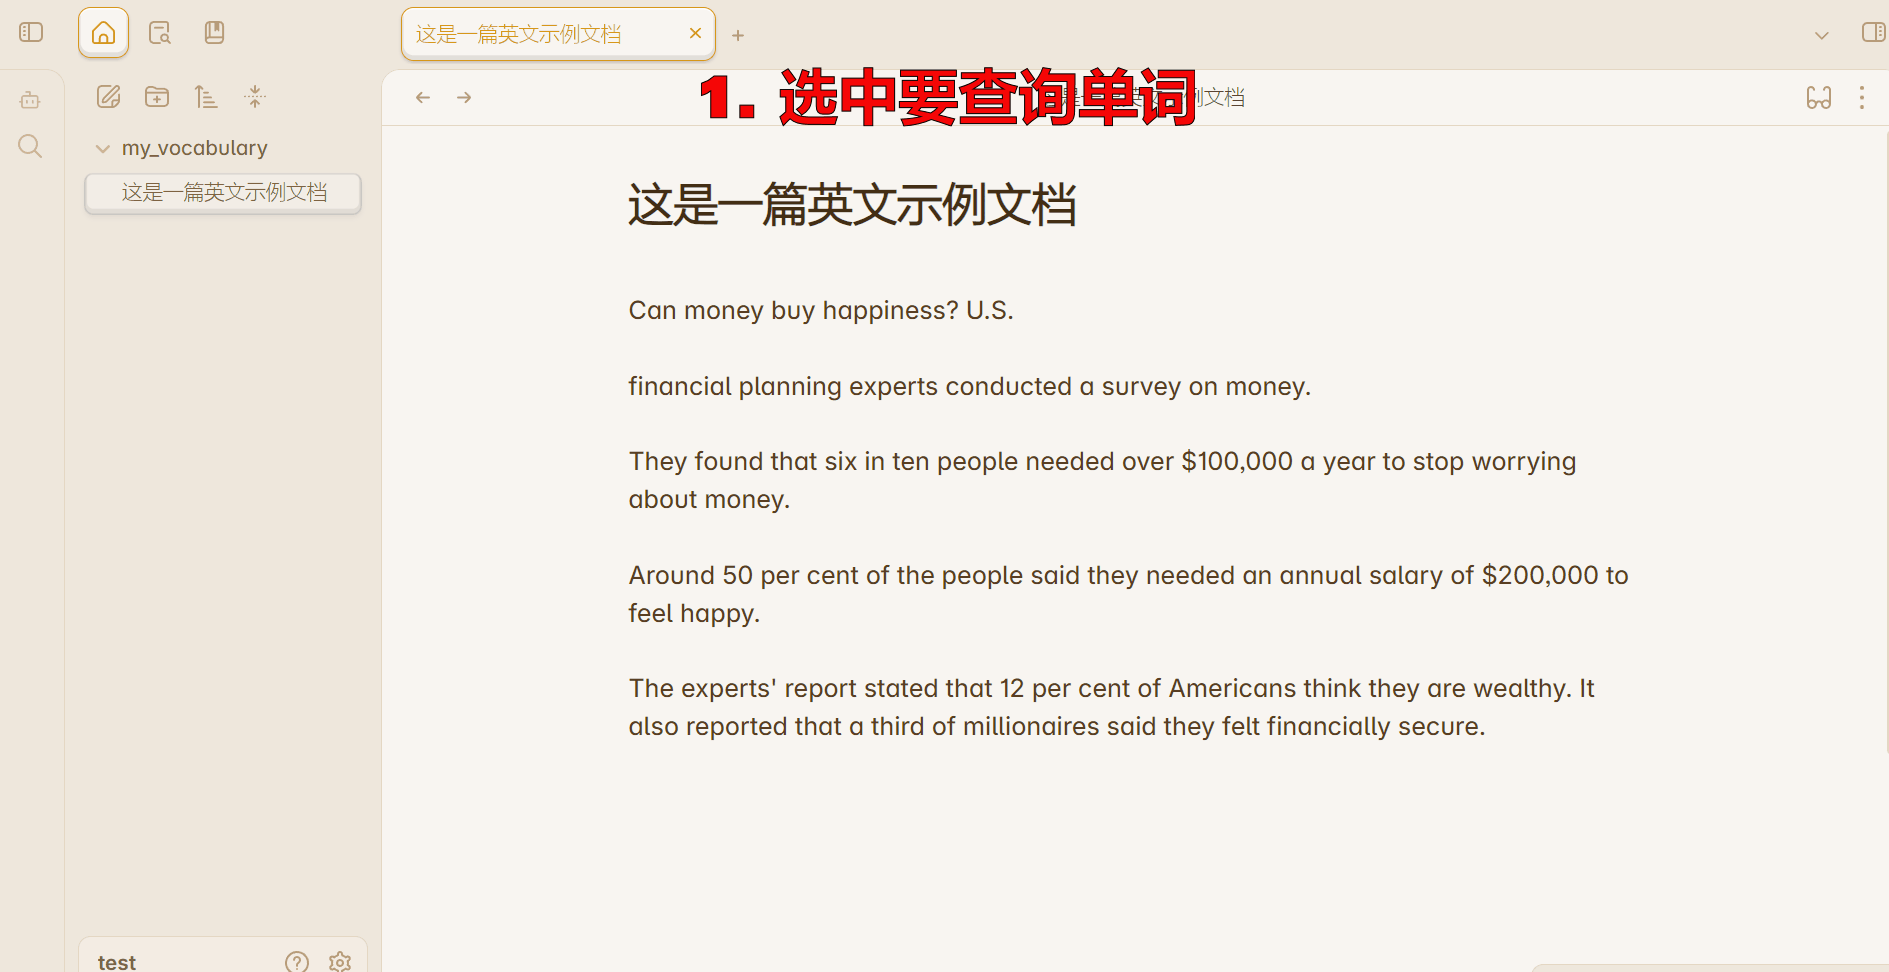 这是一篇英文示例文档
1. 选中要查询单词
例文档
my_vocabulary
这是一篇英文示例文档
这是一篇英文示例文档
Can money buy happiness? U.S.
financial planning experts conducted a survey on money.
They found that six in ten people needed over $100,000 a year to stop worrying
about money.
Around 50 per cent of the people said they needed an annual salary of $200,000 to
feel happy.
The experts' report stated that 12 per cent of Americans think they are wealthy. It
also reported that a third of millionaires said they felt financially secure.
test